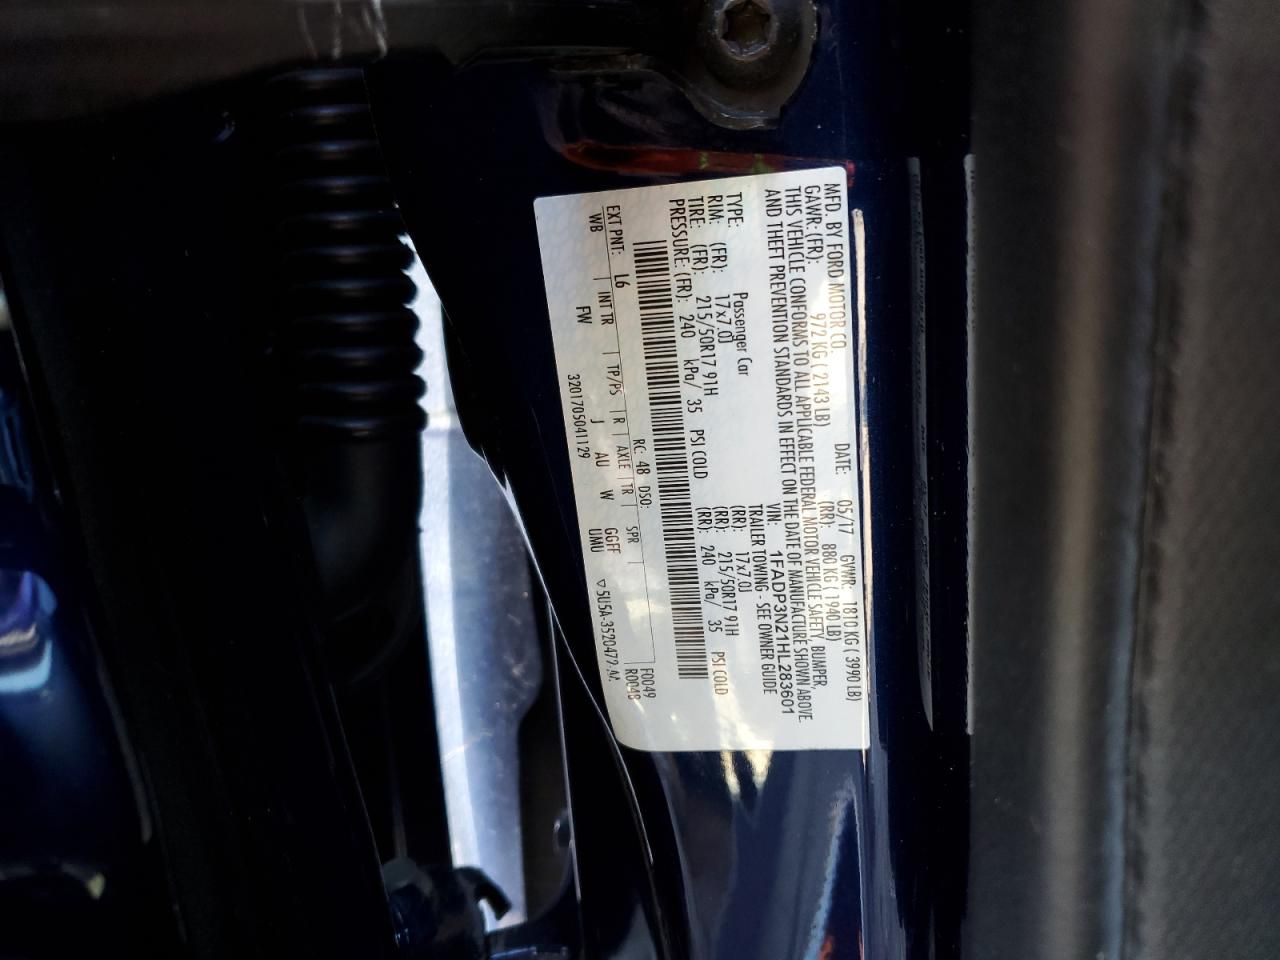 MFD. BY FORD MOTOR CO.
DATE: 05/17 GVWR: 1810 KG ( 3990 LB)
GAWR: (FR): 972 KG ( 2143 LB) (RR): 880 KG ( 1940 LB)
THIS VEHICLE CONFORMS TO ALL APPLICABLE FEDERAL MOTOR VEHICLE SAFETY, BUMPER,
AND THEFT PREVENTION STANDARDS IN EFFECT ON THE DATE OF MANUFACTURE SHOWN ABOVE.
VIN: 1FADP3N21HL283601
TYPE: Passenger Car TRAILER TOWING - SEE OWNER GUIDE
RIM: (FR): 17x7.0J (RR): 17x7.0J
TIRE: (FR): 215/50R17 91H (RR): 215/50R17 91H
PRESSURE: (FR): 240 kPa/ 35 PSI COLD (RR): 240 kPa/ 35 PSI COLD
RC: 48 DSO: F0049
EXT PNT: L6 R0048
WB INT TR TP/PS R AXLE TR SPR
FW J AU W GGFF
UMU
3201705041129 5U5A-3520472-